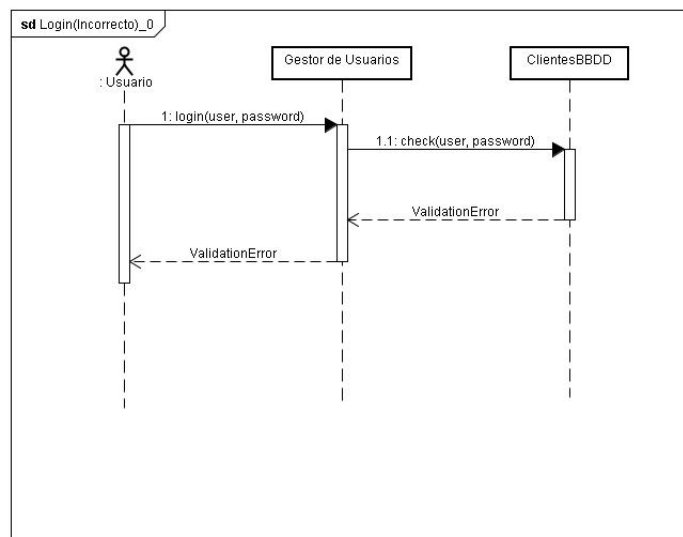 sd Login(Incorrecto)_0
: Usuario
Gestor de Usuarios
ClientesBBDD
1: login(user, password)
1.1: check(user, password)
ValidationError
ValidationError